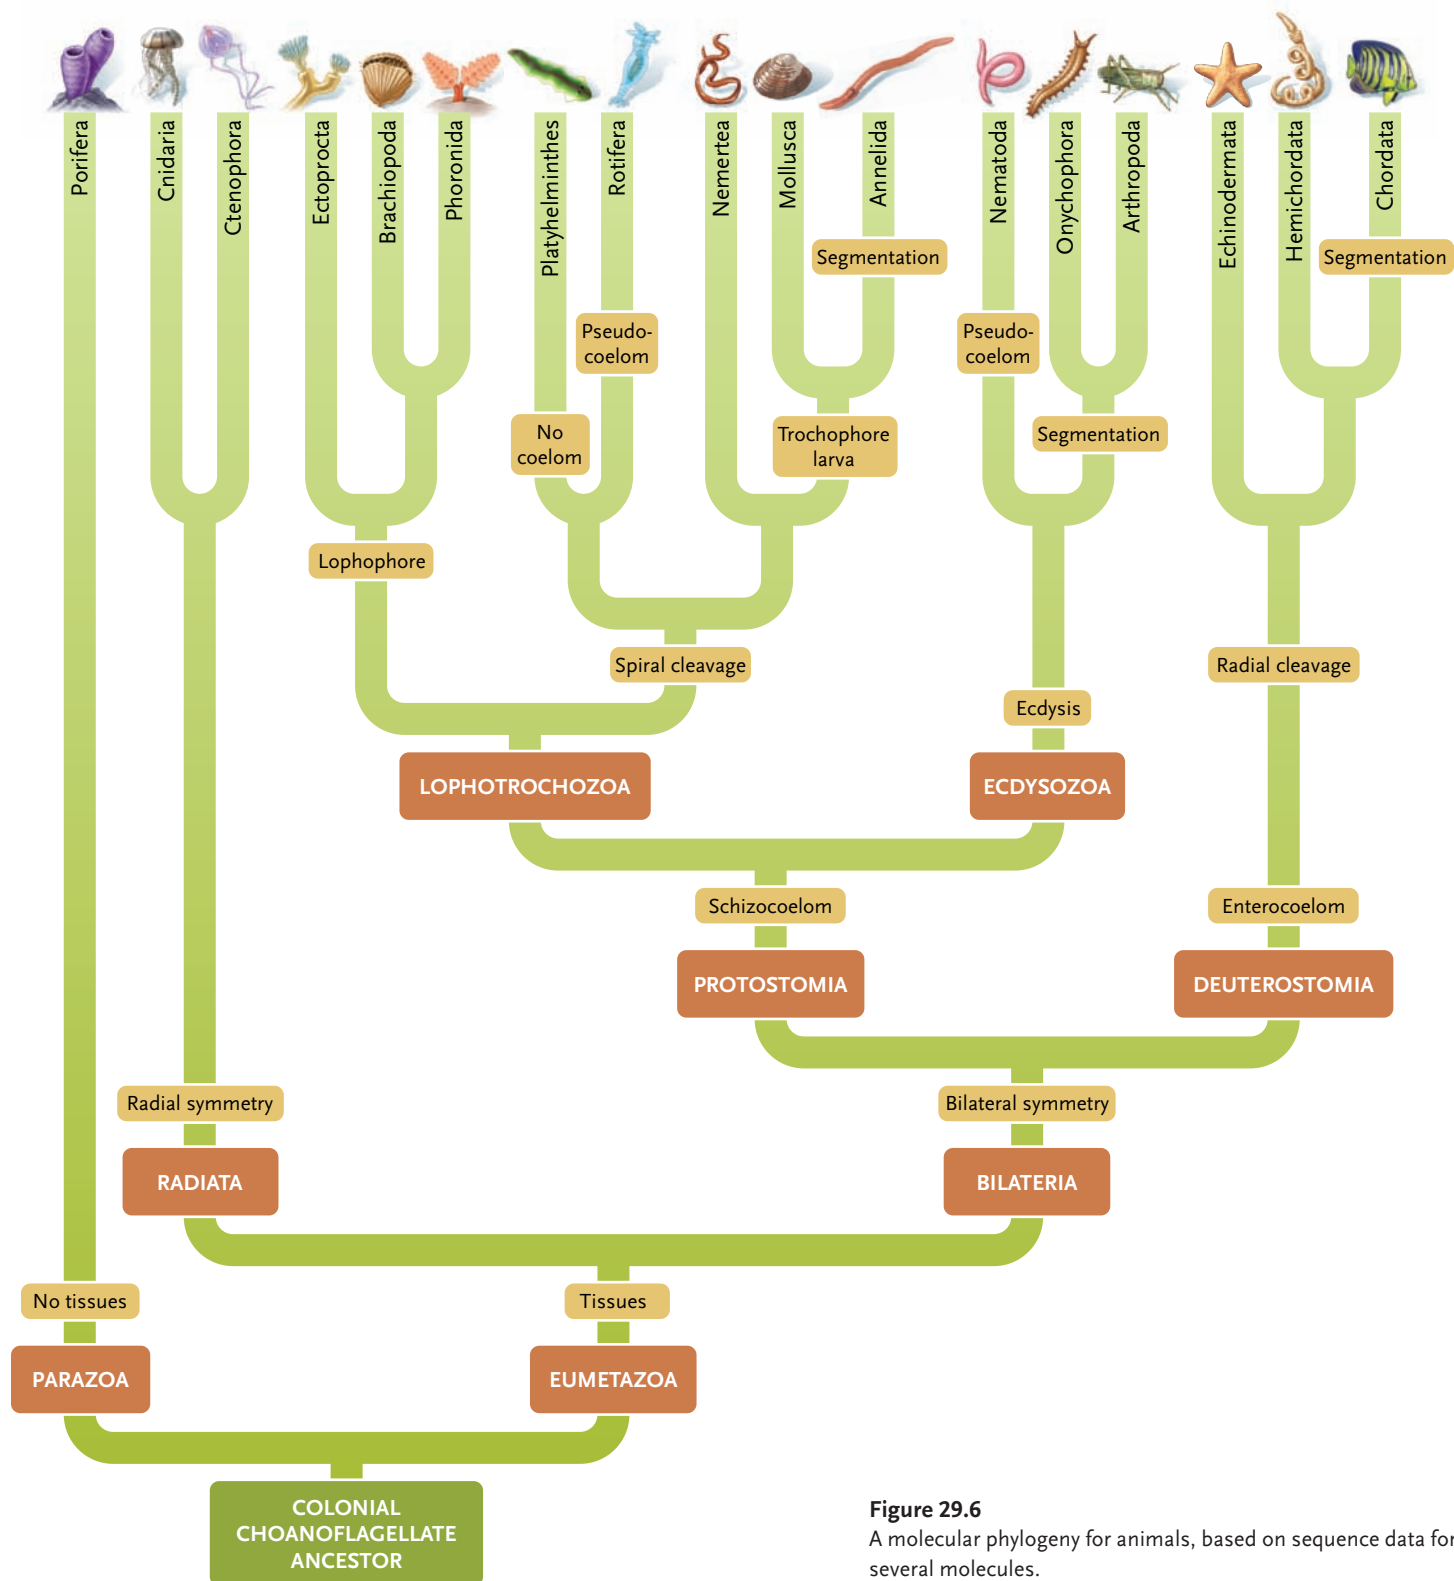 Porifera
Cnidaria
Ctenophora
Ectoprocta
Brachiopoda
Phoronida
Platyhelminthes
Rotifera
Nemertea
Mollusca
Annelida
Nematoda
Onychophora
Arthropoda
Echinodermata
Hemichordata
Chordata
Segmentation
Segmentation
Pseudo-
coelom
Pseudo-
coelom
No
coelom
Trochophore
larva
Segmentation
Lophophore
Spiral cleavage
Radial cleavage
Ecdysis
LOPHOTROCHOZOA
ECDYSOZOA
Schizocoelom
Enterocoelom
PROTOSTOMIA
DEUTEROSTOMIA
Radial symmetry
Bilateral symmetry
RADIATA
BILATERIA
No tissues
Tissues
PARAZOA
EUMETAZOA
COLONIAL
CHOANOFLAGELLATE
ANCESTOR
Figure 29.6
A molecular phylogeny for animals, based on sequence data for
several molecules.